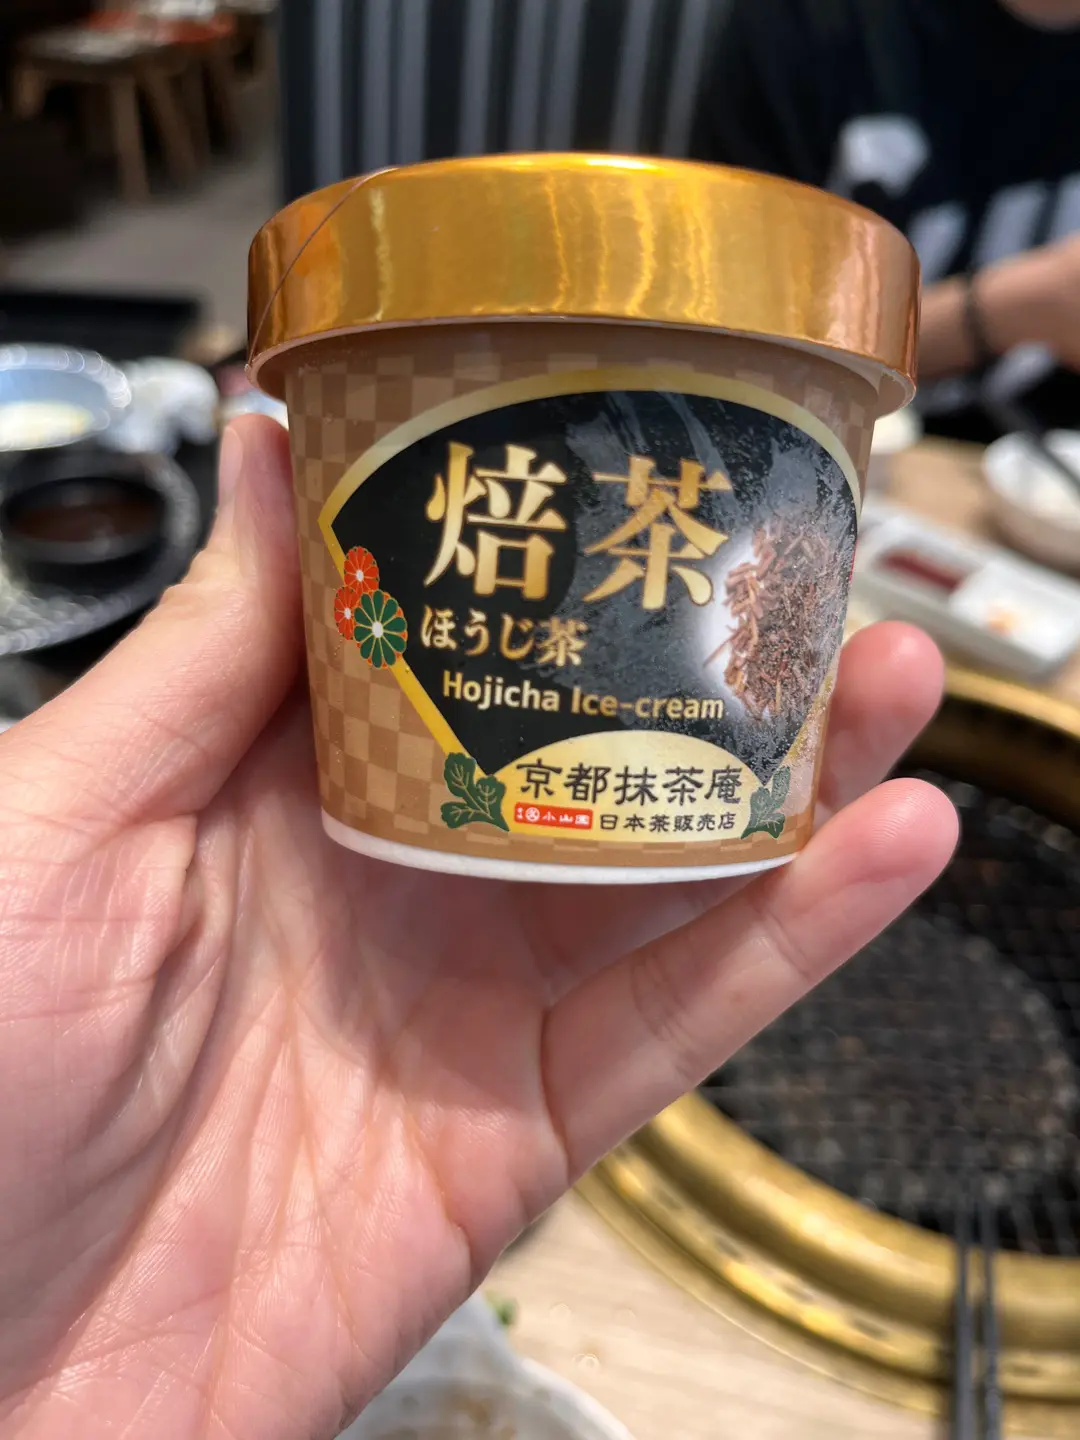 焙茶
ほうじ茶
Hojicha Ice-cream
京都抹茶庵
小山園 日本茶販売店